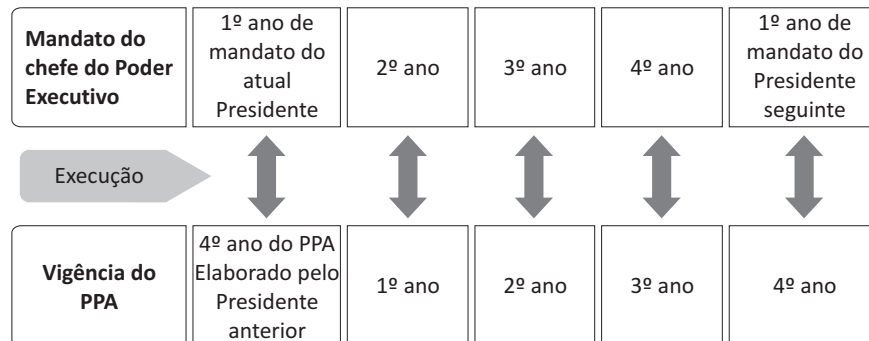 Mandato do
chefe do Poder
Executivo
1º ano de
mandato do
atual
Presidente
2º ano
3º ano
4º ano
1º ano de
mandato do
Presidente
seguinte
Execução
Vigência do
PPA
4º ano do PPA
Elaborado pelo
Presidente
anterior
1º ano
2º ano
3º ano
4º ano